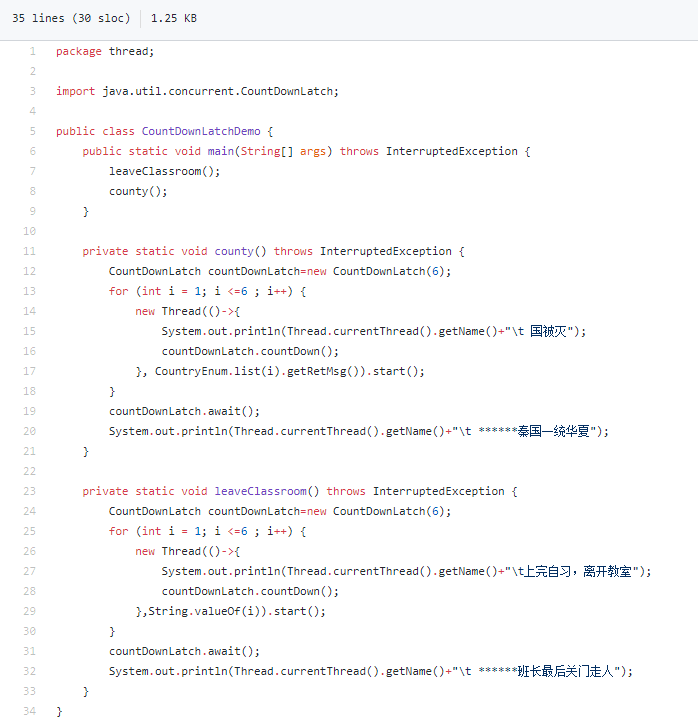 35 lines (30 sloc) 1.25 KB
1 package thread;
2
3 import java.util.concurrent.CountDownLatch;
4
5 public class CountDownLatchDemo {
6 public static void main(String[] args) throws InterruptedException {
7 leaveClassroom();
8 county();
9 }
10
11 private static void county() throws InterruptedException {
12 CountDownLatch countDownLatch=new CountDownLatch(6);
13 for (int i = 1; i <=6 ; i++) {
14 new Thread(()->{
15 System.out.println(Thread.currentThread().getName()+"\t 国被灭");
16 countDownLatch.countDown();
17 }, CountryEnum.list(i).getRetMsg()).start();
18 }
19 countDownLatch.await();
20 System.out.println(Thread.currentThread().getName()+"\t ******秦国一统华夏");
21 }
22
23 private static void leaveClassroom() throws InterruptedException {
24 CountDownLatch countDownLatch=new CountDownLatch(6);
25 for (int i = 1; i <=6 ; i++) {
26 new Thread(()->{
27 System.out.println(Thread.currentThread().getName()+"\t上完自习，离开教室");
28 countDownLatch.countDown();
29 },String.valueOf(i)).start();
30 }
31 countDownLatch.await();
32 System.out.println(Thread.currentThread().getName()+"\t ******班长最后关门走人");
33 }
34 }